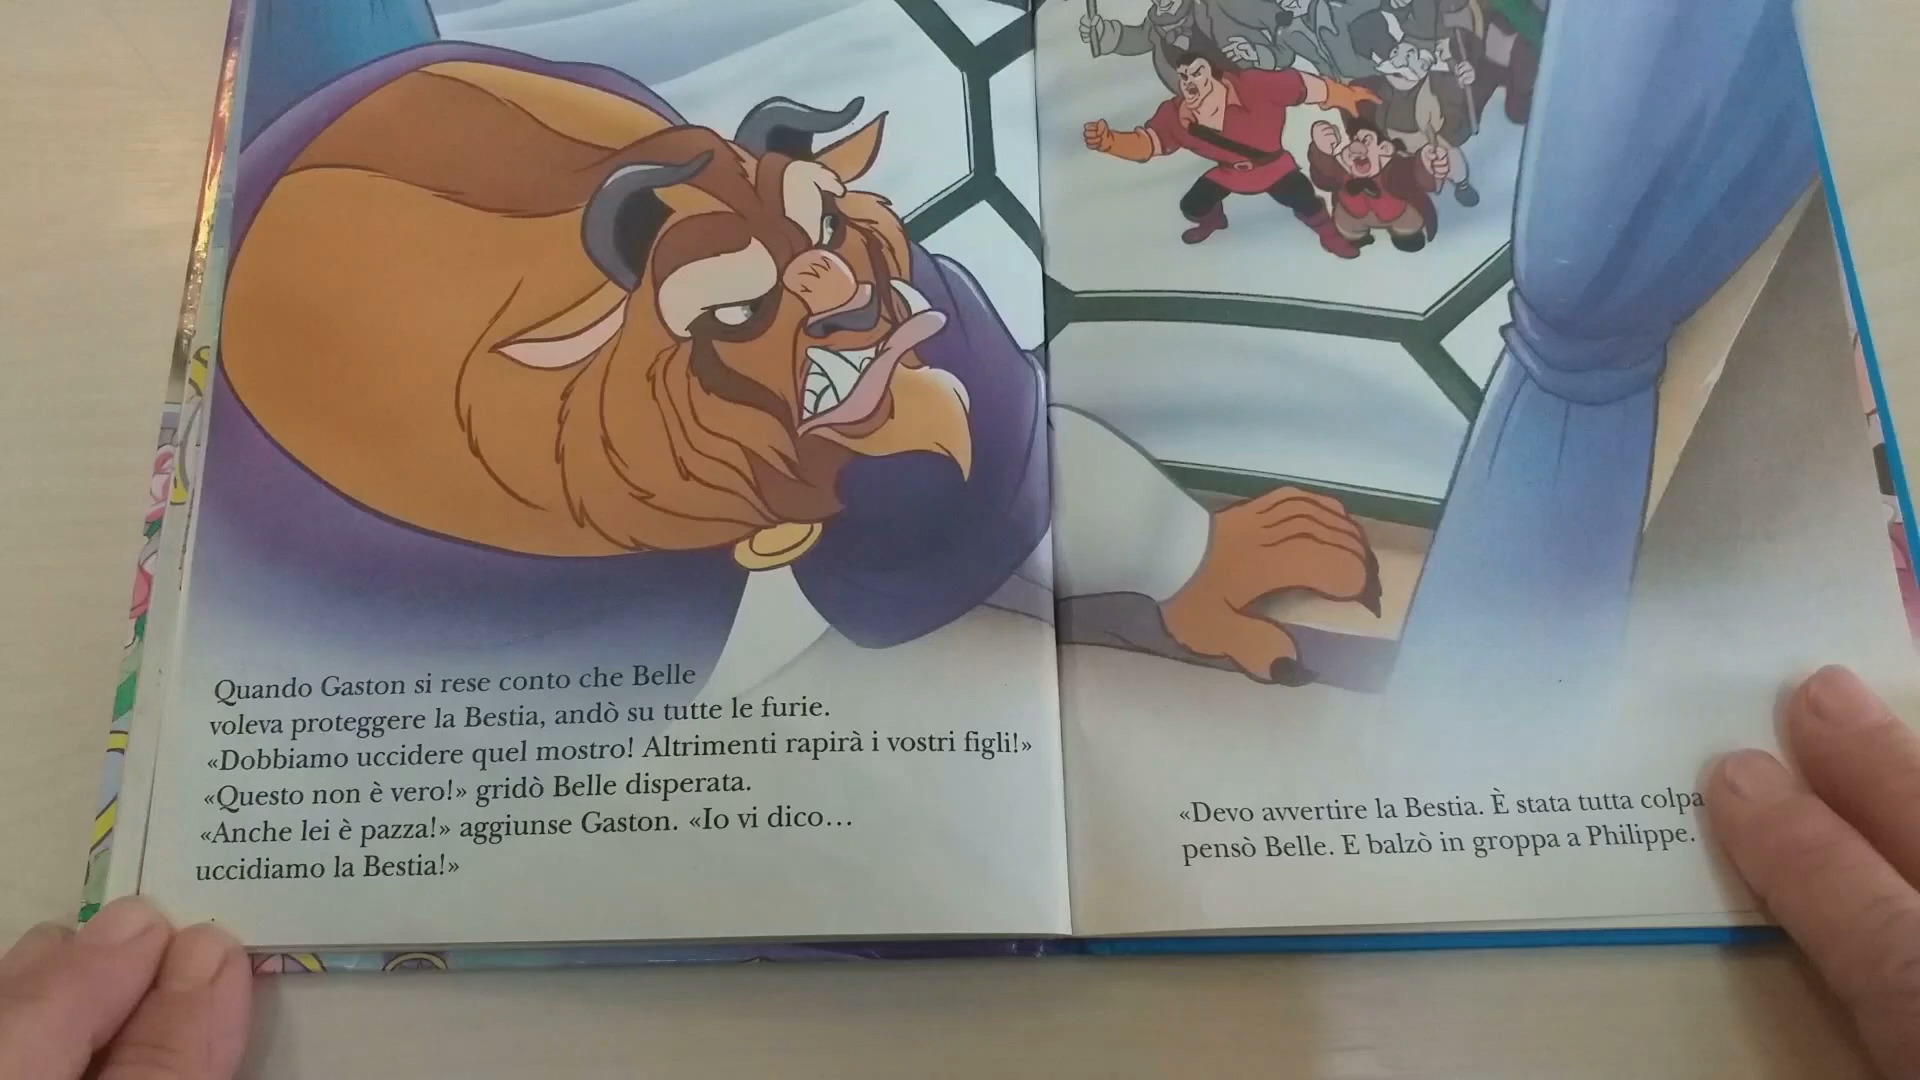 Quando Gaston si rese conto che Belle
voleva proteggere la Bestia, andò su tutte le furie.
«Dobbiamo uccidere quel mostro! Altrimenti rapirà i vostri figli!»
«Questo non è vero!» gridò Belle disperata.
«Anche lei è pazza!» aggiunse Gaston. «Io vi dico…
uccidiamo la Bestia!»
«Devo avvertire la Bestia. È stata tutta colpa
pensò Belle. E balzò in groppa a Philippe.